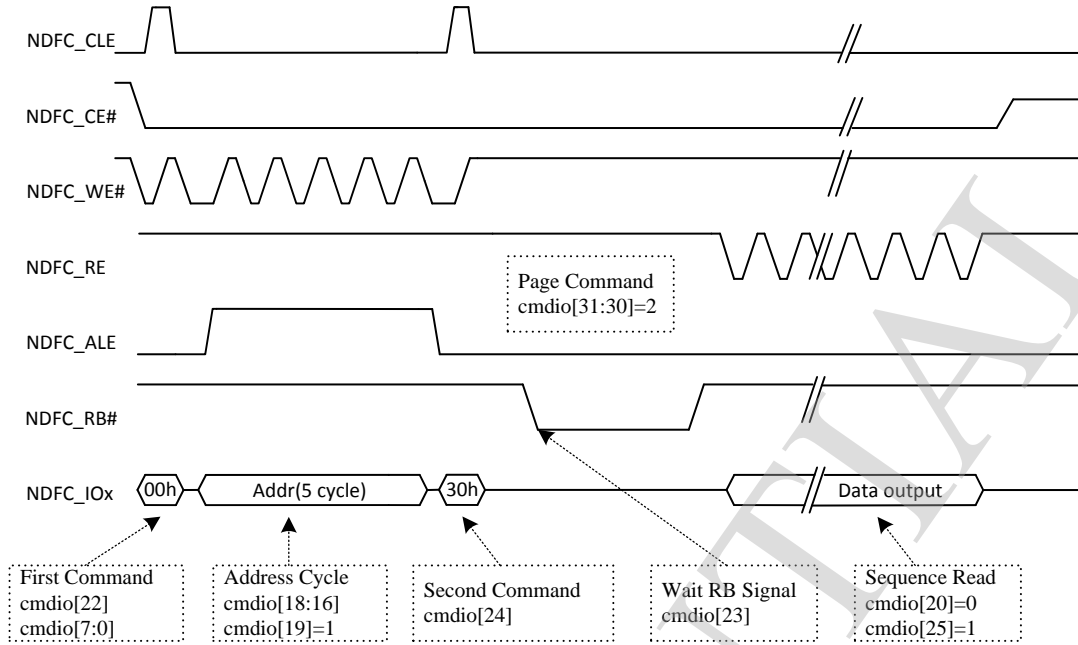 NDFC_CLE
NDFC_CE#
NDFC_WE#
NDFC_RE
Page Command
cmdio[31:30]=2
NDFC_ALE
NDFC_RB#
NDFC_IOx
00h
Addr(5 cycle)
30h
Data output
First Command
cmdio[22]
cmdio[7:0]
Address Cycle
cmdio[18:16]
cmdio[19]=1
Second Command
cmdio[24]
Wait RB Signal
cmdio[23]
Sequence Read
cmdio[20]=0
cmdio[25]=1